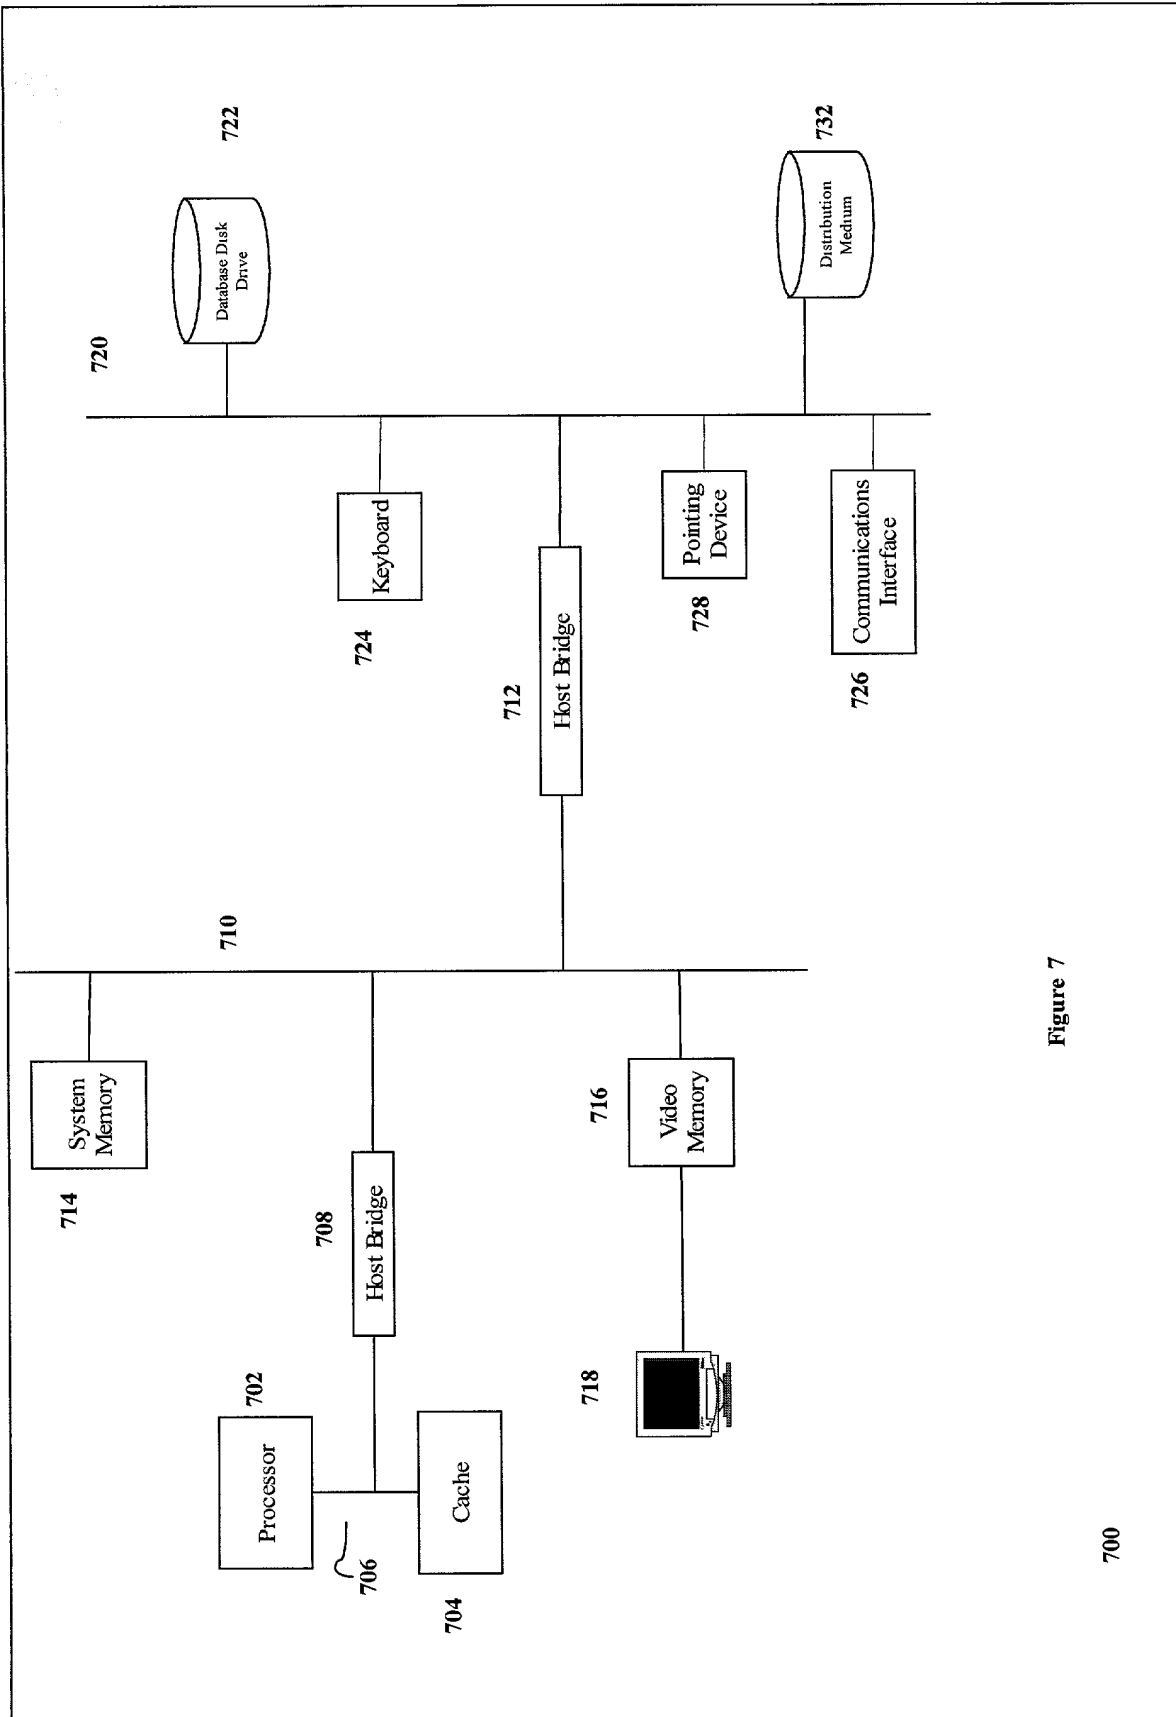 702
Processor
706
Cache
704
708
Host Bridge
714
System
Memory
710
716
Video
Memory
718
712
Host Bridge
720
722
Database Disk
Drive
724
Keyboard
728
Pointing
Device
726
Communications
Interface
732
Distribution
Medium
Figure 7
700